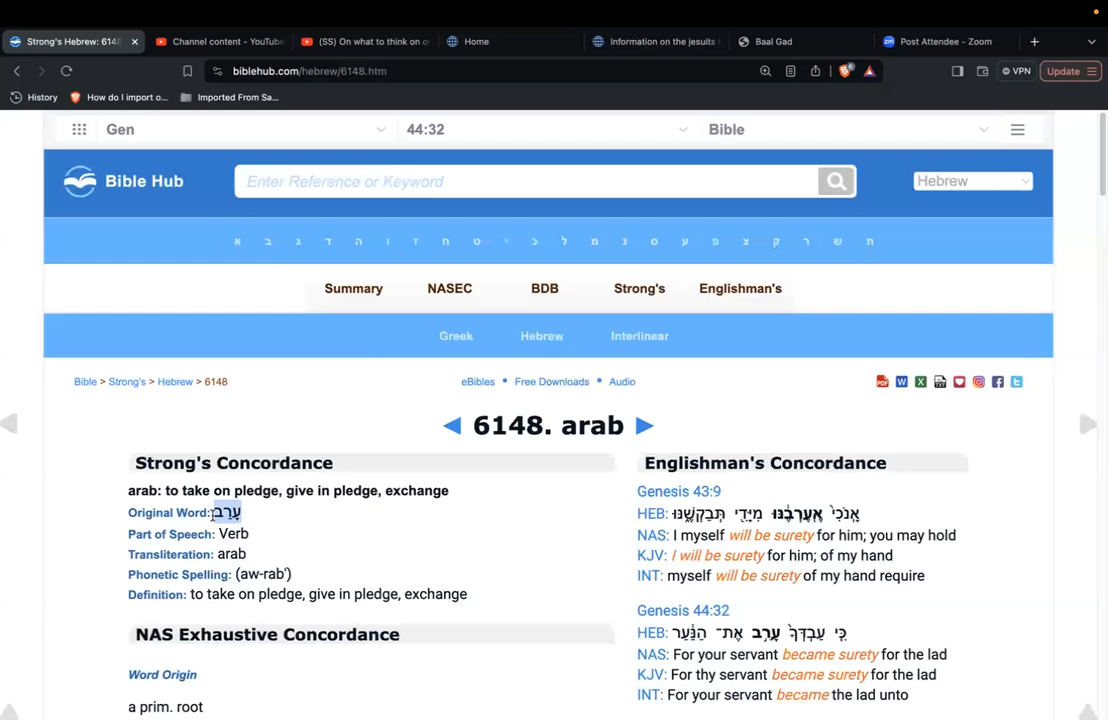 Strong's Hebrew: 6148
Channel content - YouTube
(SS) On what to think on o
Home
Information on the jesuits
Baal Gad
Post Attendee - Zoom
biblehub.com/hebrew/6148.htm
VPN
Update
History
How do I import o...
Imported From Sa...
Gen
44:32
Bible
Bible Hub
Enter Reference or Keyword
Hebrew
א ב ג ד ה ו ז ח ט י כ ל מ נ ס ע פ צ ק ר ש ת
Summary
NASEC
BDB
Strong's
Englishman's
Greek
Hebrew
Interlinear
Bible > Strong's > Hebrew > 6148
eBibles • Free Downloads • Audio
◄ 6148. arab ►
Strong's Concordance
arab: to take on pledge, give in pledge, exchange
Original Word: עָרַב
Part of Speech: Verb
Transliteration: arab
Phonetic Spelling: (aw-rab')
Definition: to take on pledge, give in pledge, exchange
NAS Exhaustive Concordance
Word Origin
a prim. root
Englishman's Concordance
Genesis 43:9
HEB: אָֽנֹכִי֙ אֶֽעֶרְבֶ֔נּוּ מִיָּדִ֖י תְּבַקְשֶׁ֑נּוּ
NAS: I myself will be surety for him; you may hold
KJV: I will be surety for him; of my hand
INT: myself will be surety of my hand require
Genesis 44:32
HEB: כִּ֤י עַבְדְּךָ֙ עָרַ֣ב אֶת־ הַנַּ֔עַר
NAS: For your servant became surety for the lad
KJV: For thy servant became surety for the lad
INT: For your servant became the lad unto